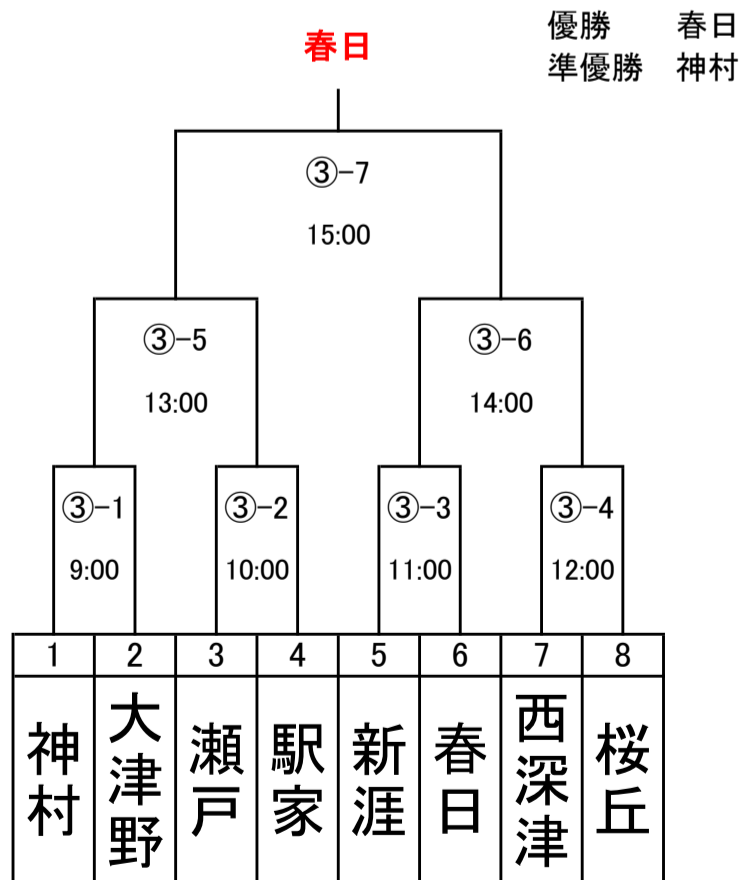 優勝 春日
準優勝 神村
春日
③-7
15:00
③-5 ③-6
13:00 14:00
③-1 ③-2 ③-3 ③-4
9:00 10:00 11:00 12:00
1 2 3 4 5 6 7 8
神村
大津野
瀬戸
駅家
新涯
春日
西深津
桜丘